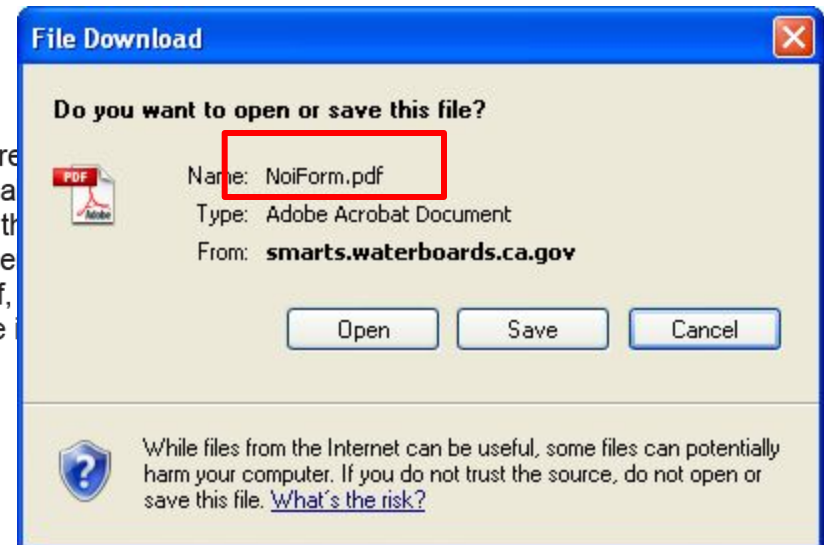 File Download
Do you want to open or save this file?
PDF
Adobe
Name: NoiForm.pdf
Type: Adobe Acrobat Document
From: smarts.waterboards.ca.gov
Open Save Cancel
While files from the Internet can be useful, some files can potentially
harm your computer. If you do not trust the source, do not open or
save this file. What's the risk?